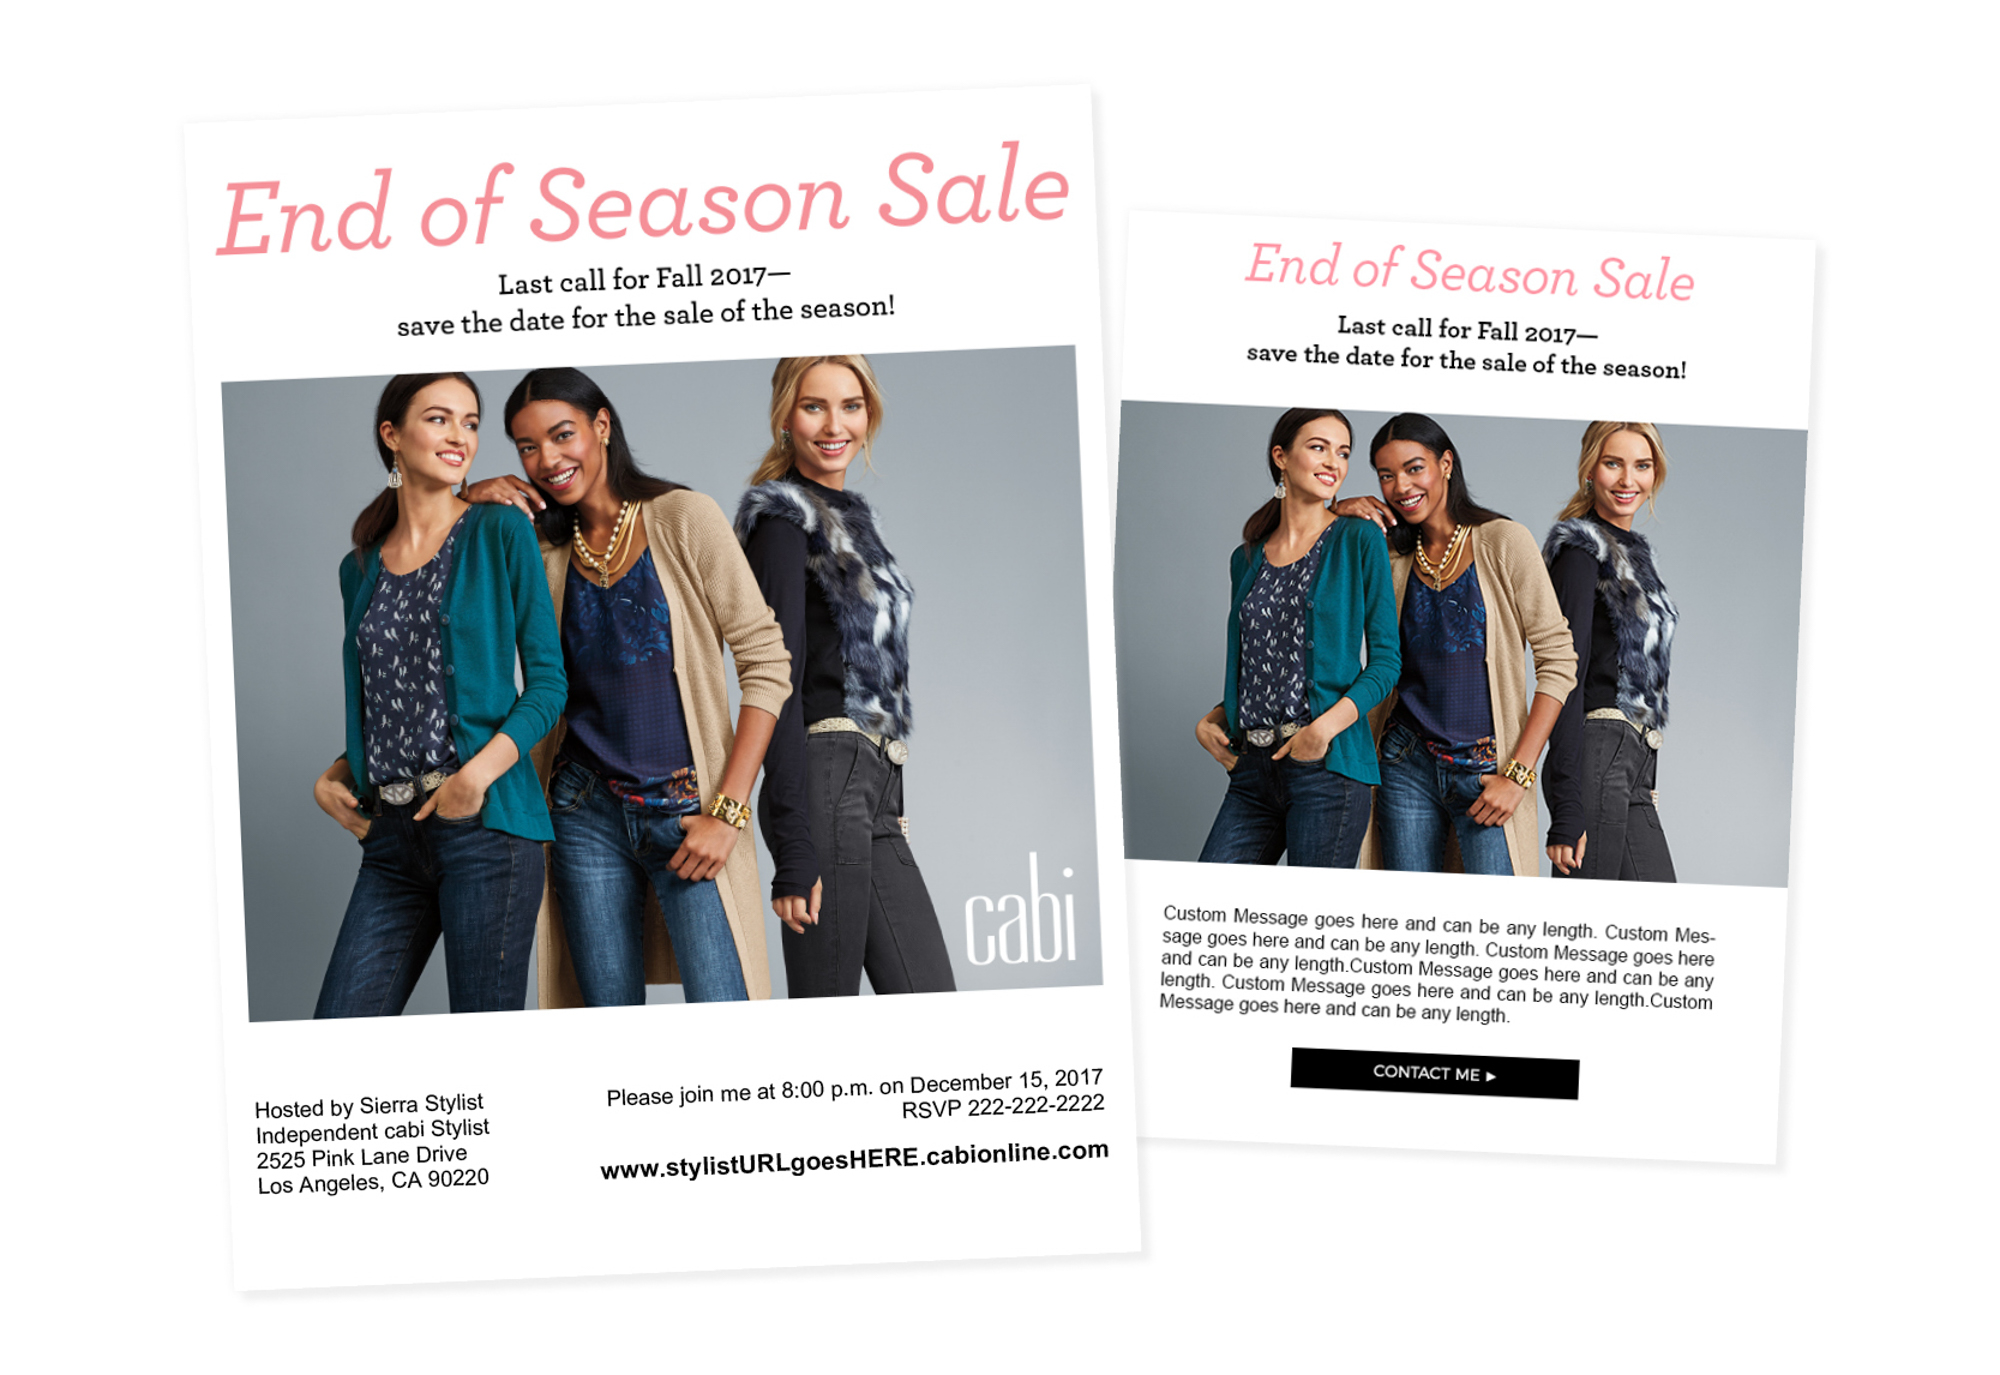 End of Season Sale
Last call for Fall 2017—
save the date for the sale of the season!
cabi
Hosted by Sierra Stylist
Independent cabi Stylist
2525 Pink Lane Drive
Los Angeles, CA 90220
Please join me at 8:00 p.m. on December 15, 2017
RSVP 222-222-2222
www.stylistURLgoesHERE.cabionline.com
End of Season Sale
Last call for Fall 2017—
save the date for the sale of the season!
Custom Message goes here and can be any length. Custom Mes-
sage goes here and can be any length. Custom Message goes here
and can be any length.Custom Message goes here and can be any
length. Custom Message goes here and can be any length.Custom
Message goes here and can be any length.
CONTACT ME ▸